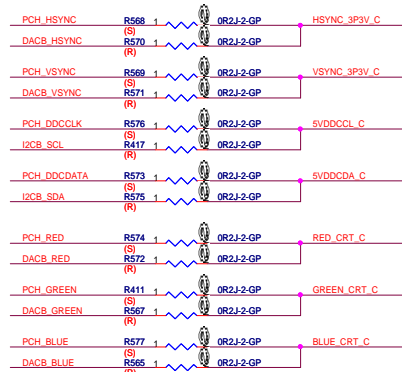 PCH_HSYNC R568 1 0R2J-2-GP HSYNC_3P3V_C
(S)
DACB_HSYNC R570 1 0R2J-2-GP
(R)
PCH_VSYNC R569 1 0R2J-2-GP VSYNC_3P3V_C
(S)
DACB_VSYNC R571 1 0R2J-2-GP
(R)
PCH_DDCCLK R576 1 0R2J-2-GP 5VDDCCL_C
(S)
I2CB_SCL R417 1 0R2J-2-GP
(R)
PCH_DDCDATA R573 1 0R2J-2-GP 5VDDCDA_C
(S)
I2CB_SDA R575 1 0R2J-2-GP
(R)
PCH_RED R574 1 0R2J-2-GP RED_CRT_C
(S)
DACB_RED R572 1 0R2J-2-GP
(R)
PCH_GREEN R411 1 0R2J-2-GP GREEN_CRT_C
(S)
DACB_GREEN R567 1 0R2J-2-GP
(R)
PCH_BLUE R577 1 0R2J-2-GP BLUE_CRT_C
(S)
DACB_BLUE R565 1 0R2J-2-GP
(R)